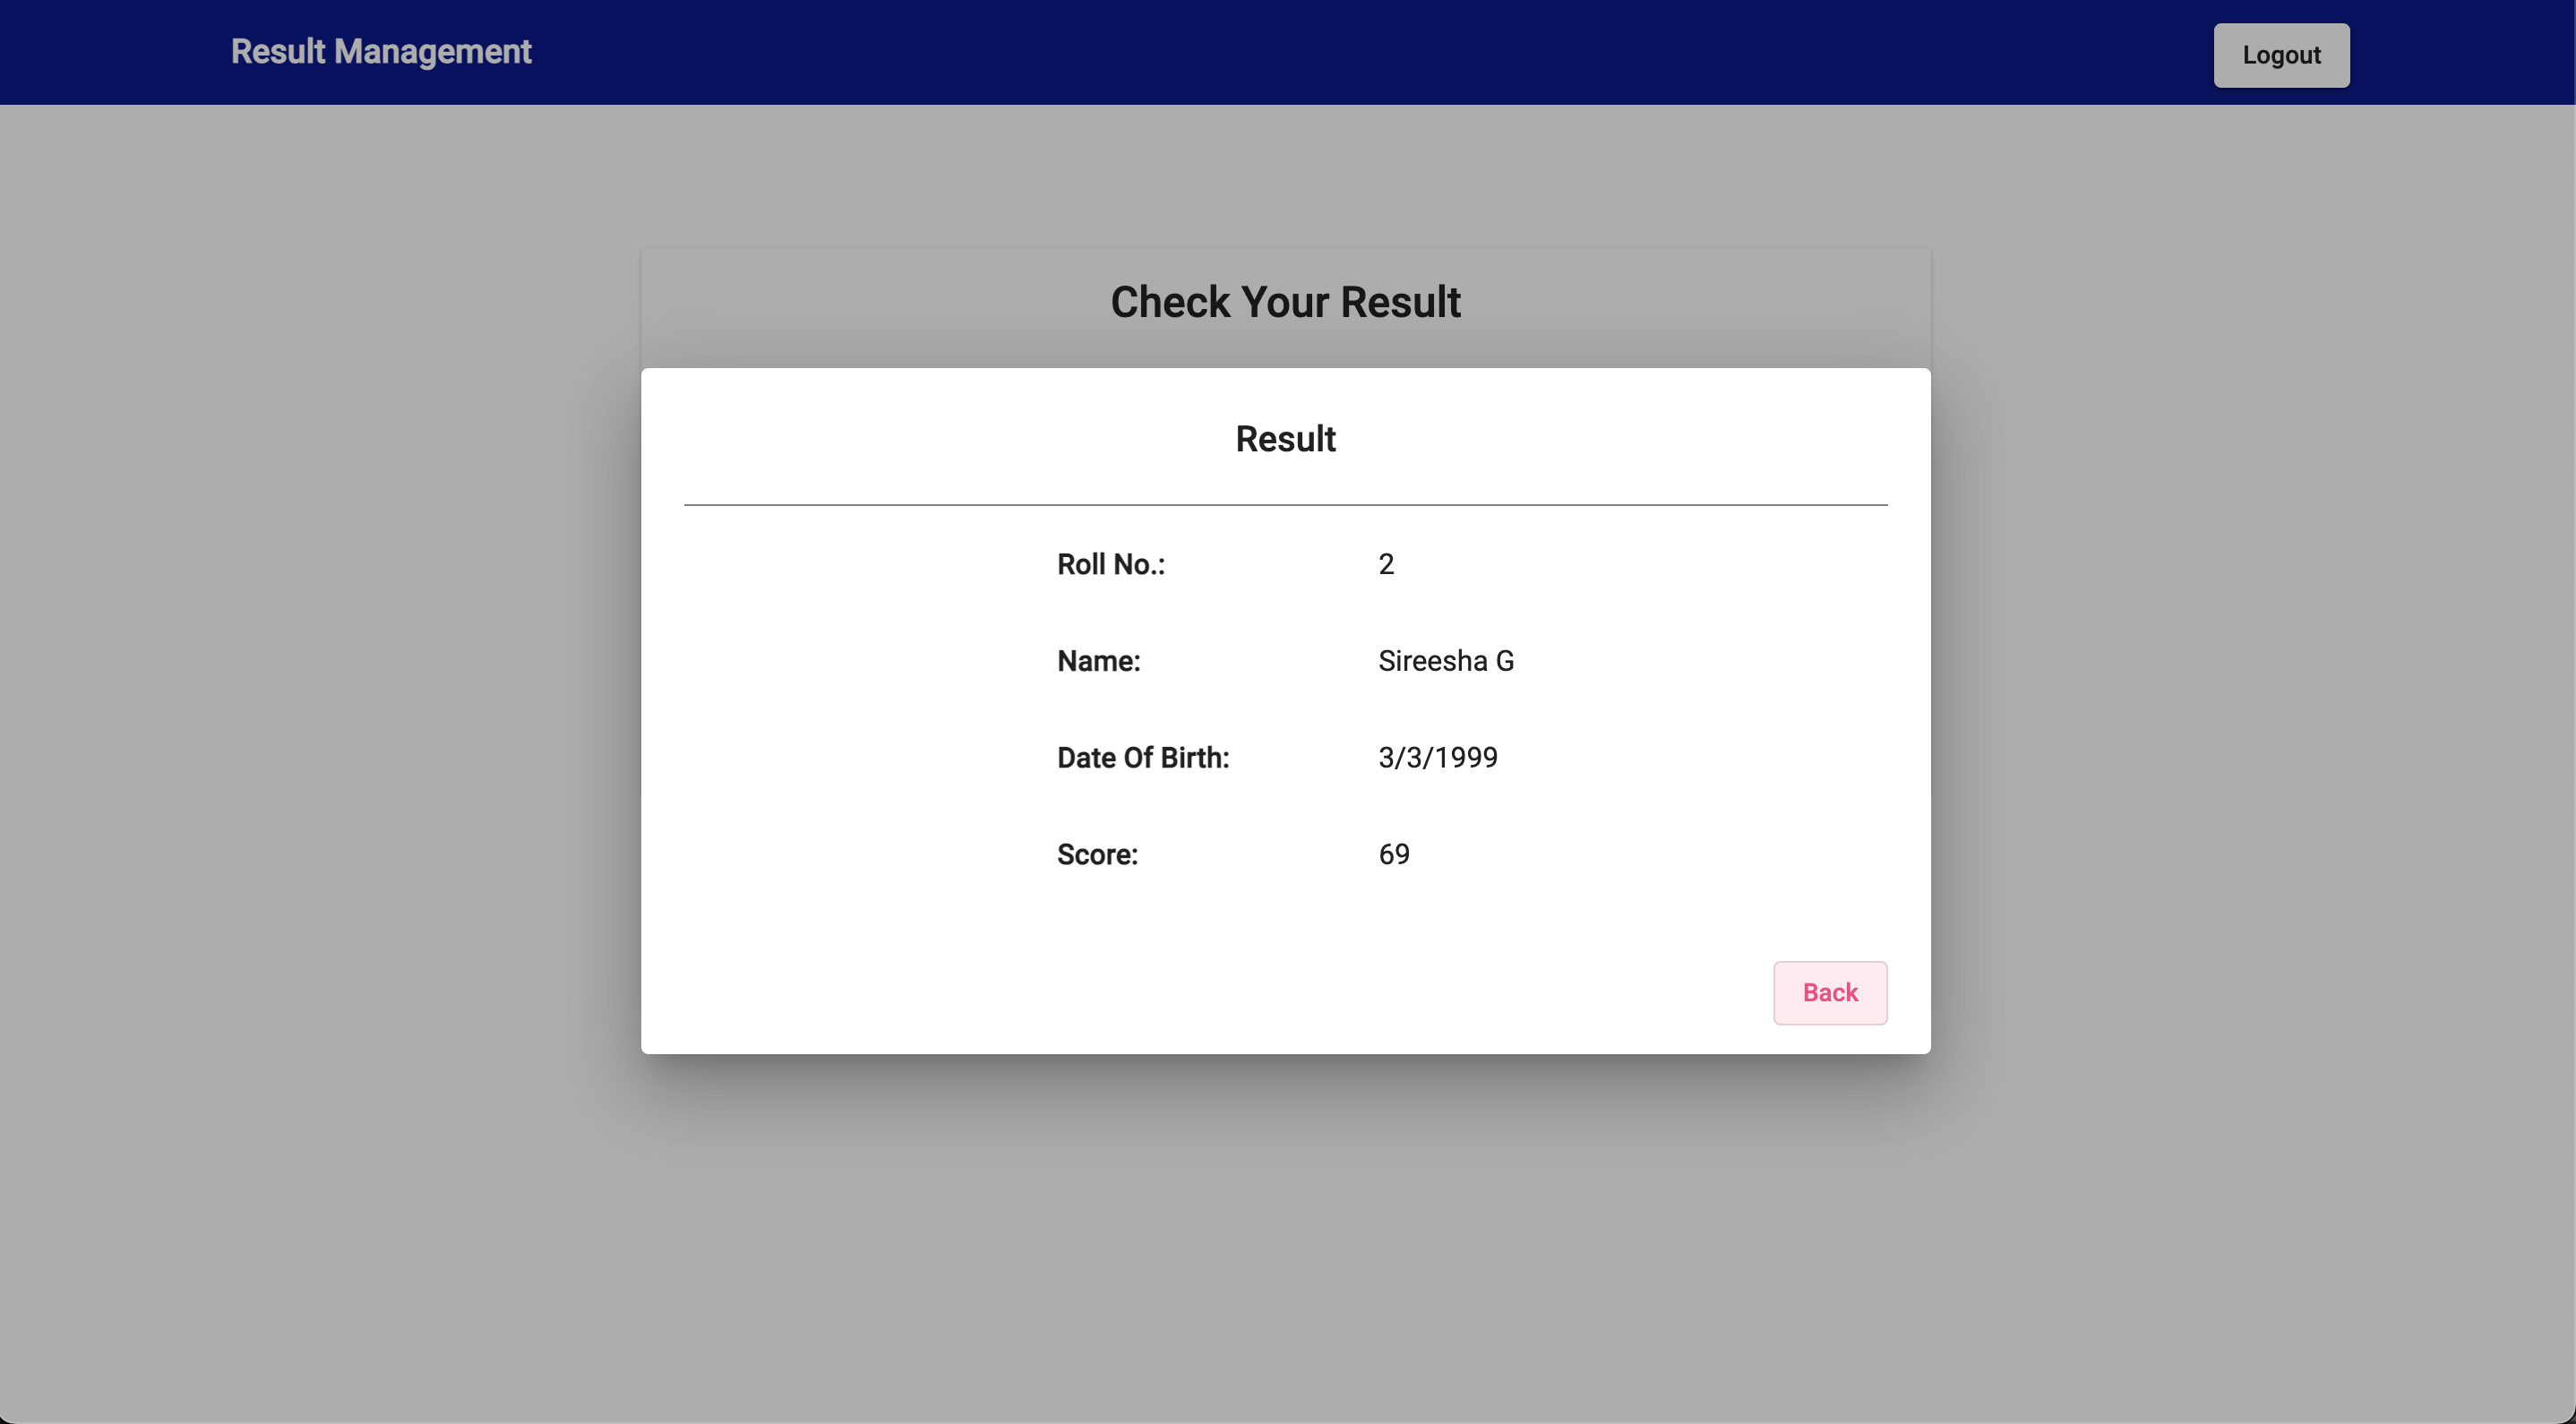 Result Management
Logout
Check Your Result
Result
Roll No.: 2
Name: Sireesha G
Date Of Birth: 3/3/1999
Score: 69
Back